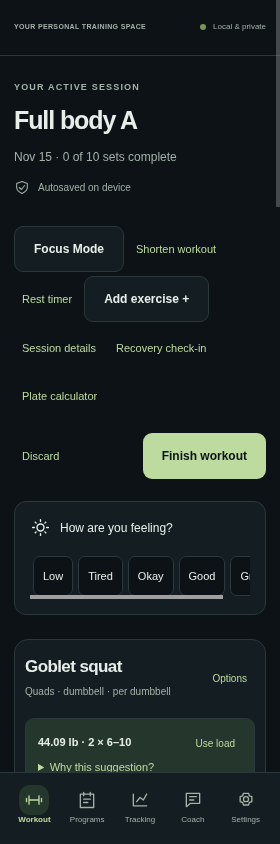 YOUR PERSONAL TRAINING SPACE
Local & private
YOUR ACTIVE SESSION
Full body A
Nov 15 · 0 of 10 sets complete
Autosaved on device
Focus Mode
Shorten workout
Rest timer
Add exercise +
Session details
Recovery check-in
Plate calculator
Discard
Finish workout
How are you feeling?
Low
Tired
Okay
Good
Goblet squat
Options
Quads · dumbbell · per dumbbell
44.09 lb · 2 × 6–10
Use load
Why this suggestion?
Workout
Programs
Tracking
Coach
Settings